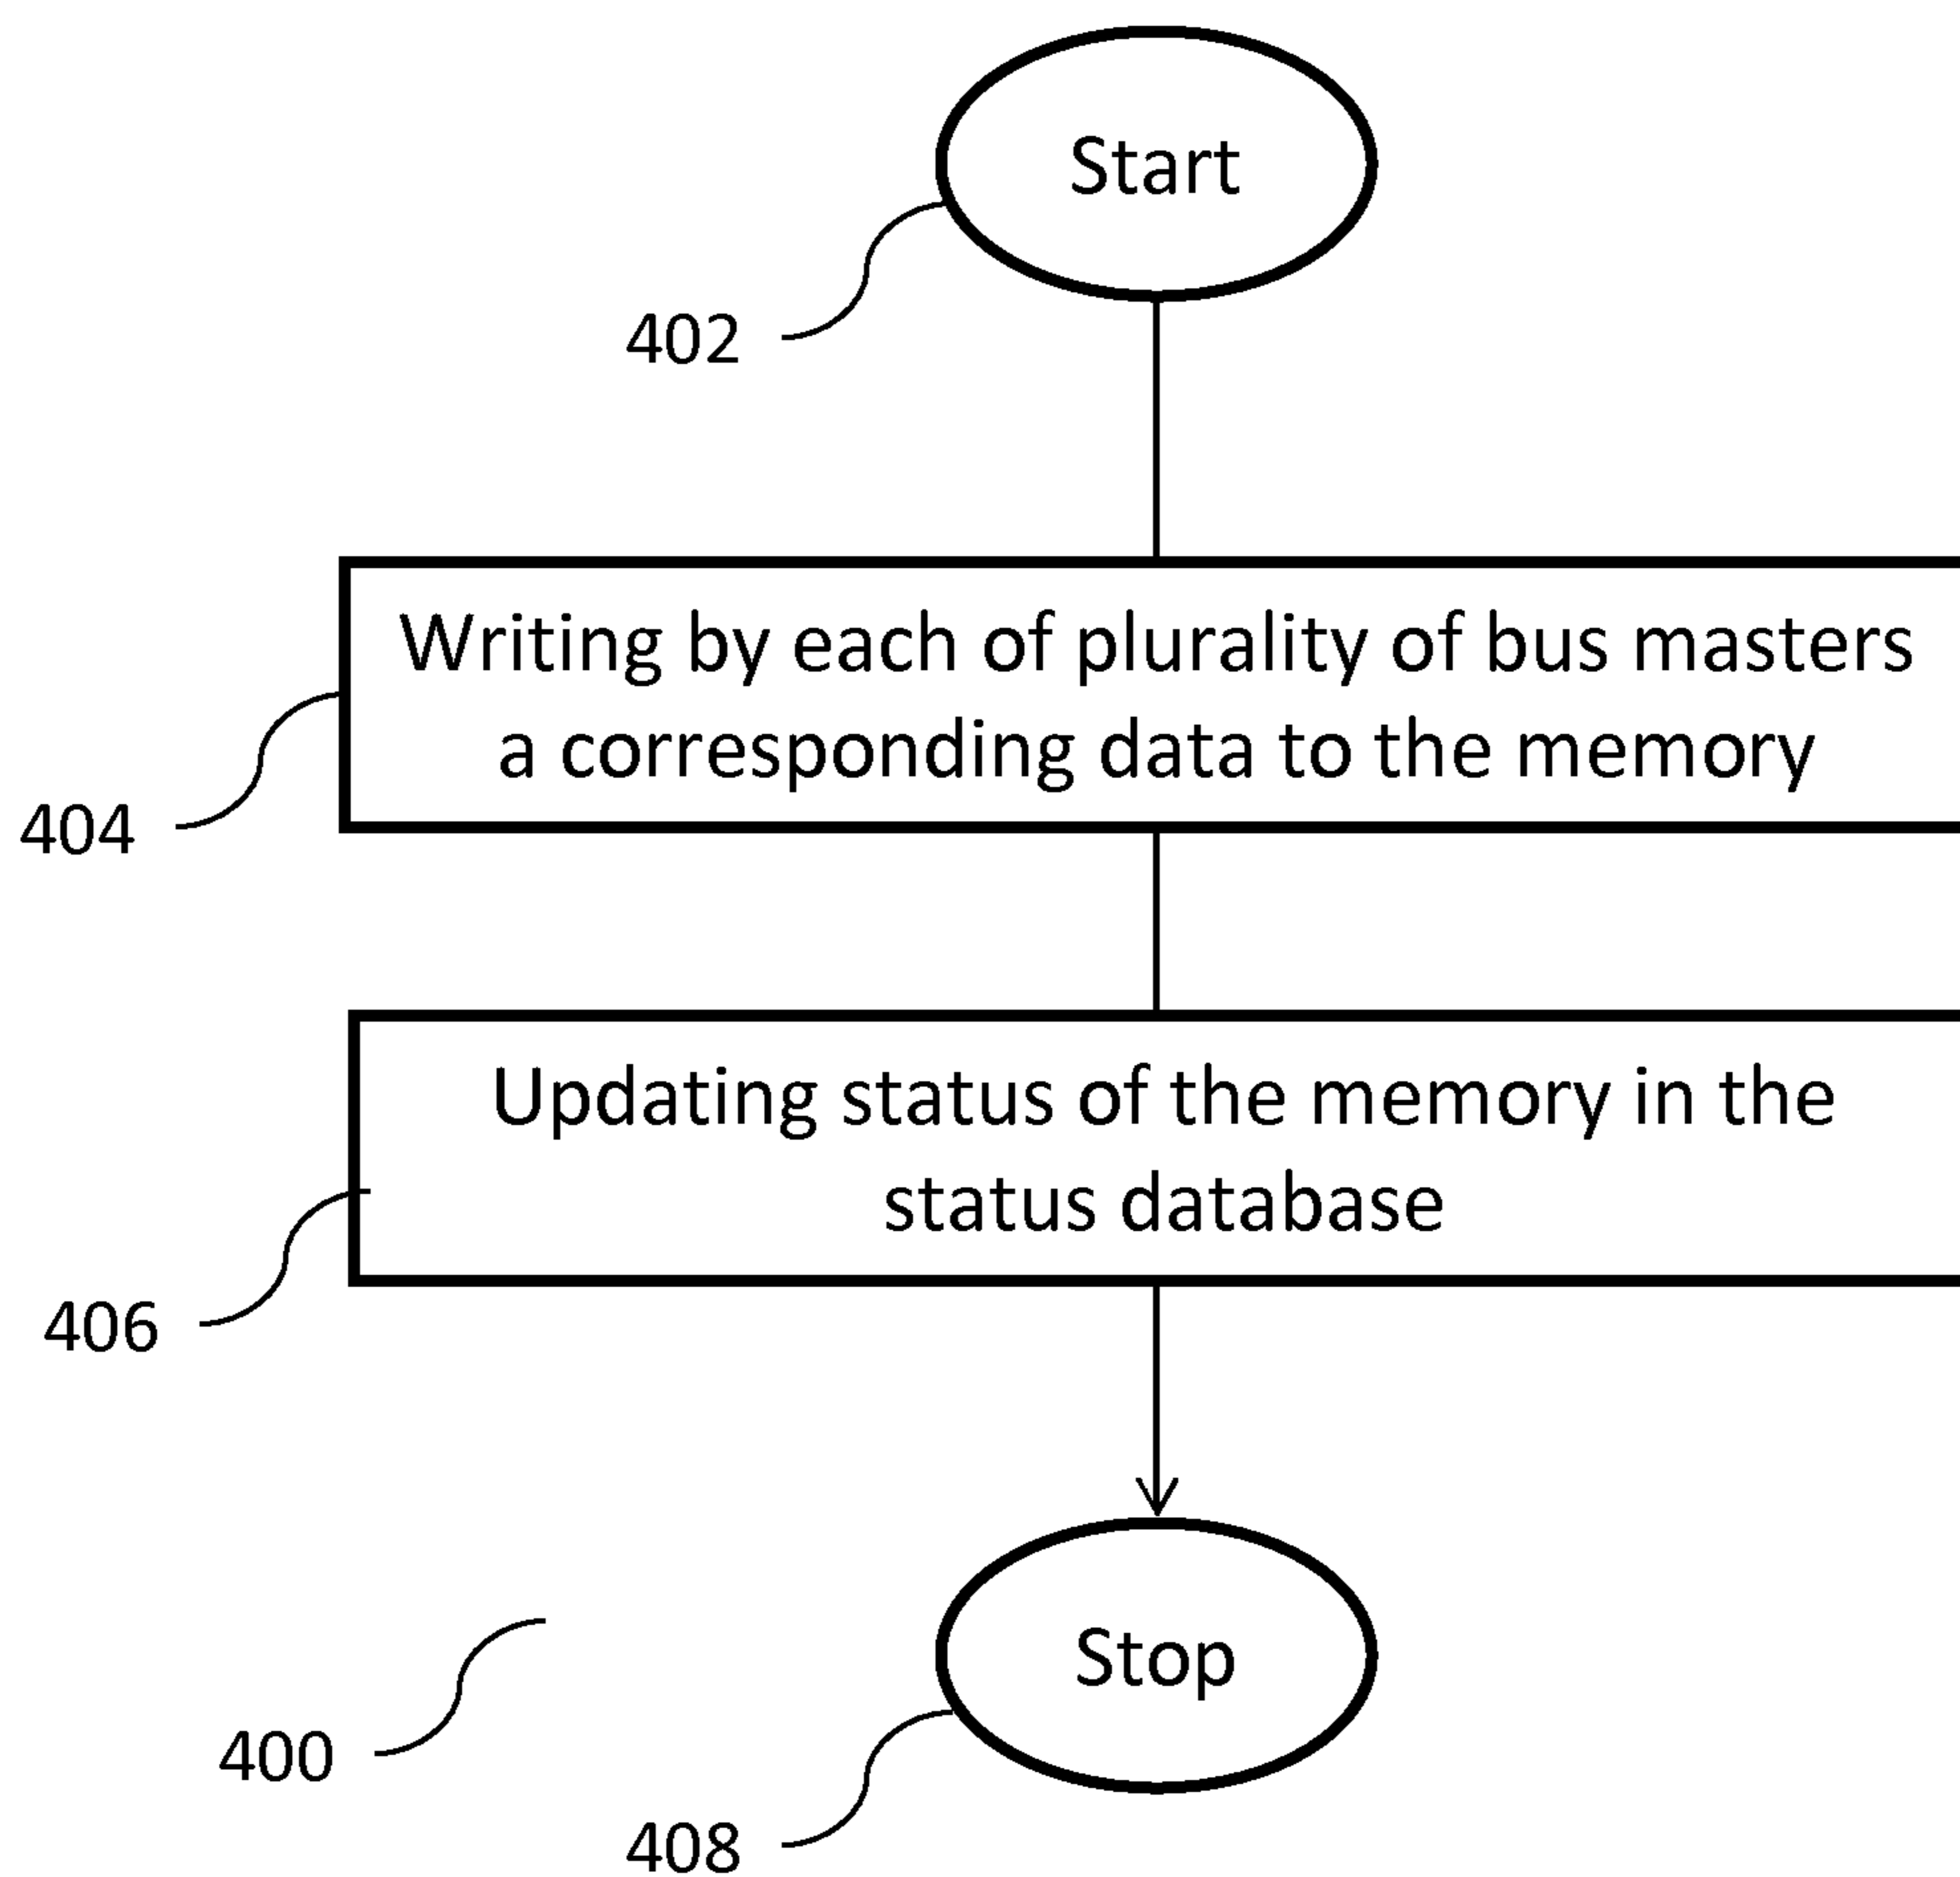 Start
402
Writing by each of plurality of bus masters
a corresponding data to the memory
404
Updating status of the memory in the
status database
406
Stop
400
408